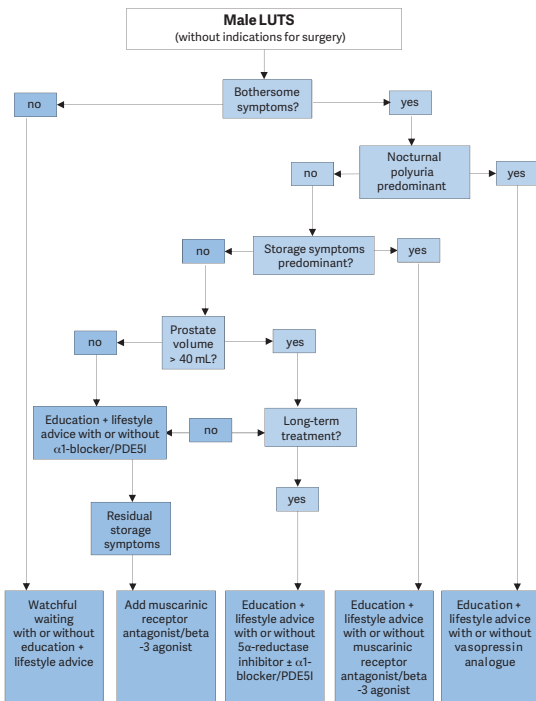 Male LUTS
(without indications for surgery)
Bothersome
symptoms?
no
yes
Nocturnal
polyuria
predominant
no
yes
Storage symptoms
predominant?
no
yes
Prostate
volume
> 40 mL?
no
yes
Education + lifestyle
advice with or without
α1-blocker/PDE5I
no
Long-term
treatment?
yes
Residual
storage
symptoms
Watchful
waiting
with or without
education +
lifestyle advice
Add muscarinic
receptor
antagonist/beta
-3 agonist
Education +
lifestyle advice
with or without
5α-reductase
inhibitor ± α1-
blocker/PDE5I
Education +
lifestyle advice
with or without
muscarinic
receptor
antagonist/beta
-3 agonist
Education +
lifestyle advice
with or without
vasopressin
analogue